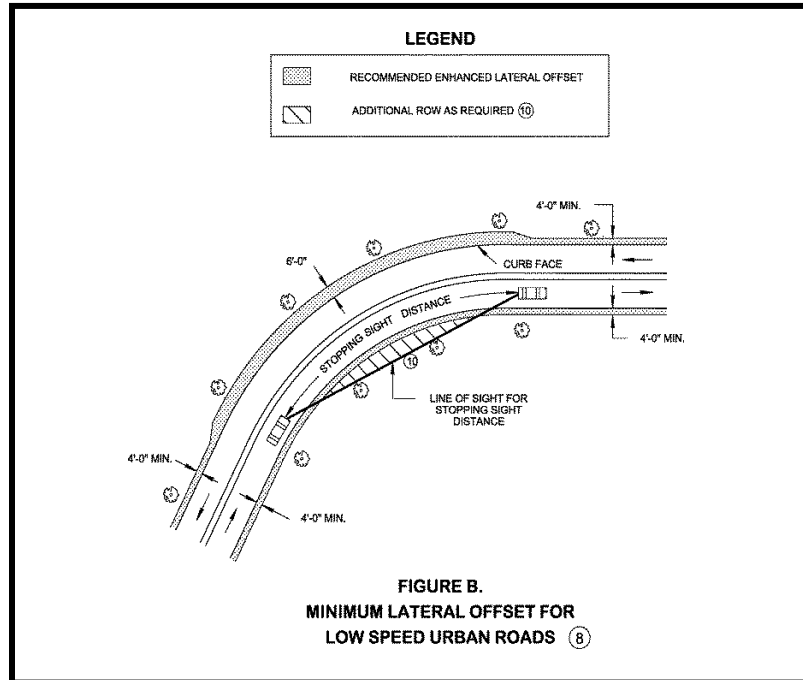 LEGEND
RECOMMENDED ENHANCED LATERAL OFFSET
ADDITIONAL ROW AS REQUIRED 10
4'-0" MIN.
6'-0"
CURB FACE
STOPPING SIGHT DISTANCE
4'-0" MIN.
10
LINE OF SIGHT FOR
STOPPING SIGHT
DISTANCE
4'-0" MIN.
4'-0" MIN.
FIGURE B.
MINIMUM LATERAL OFFSET FOR
LOW SPEED URBAN ROADS 8